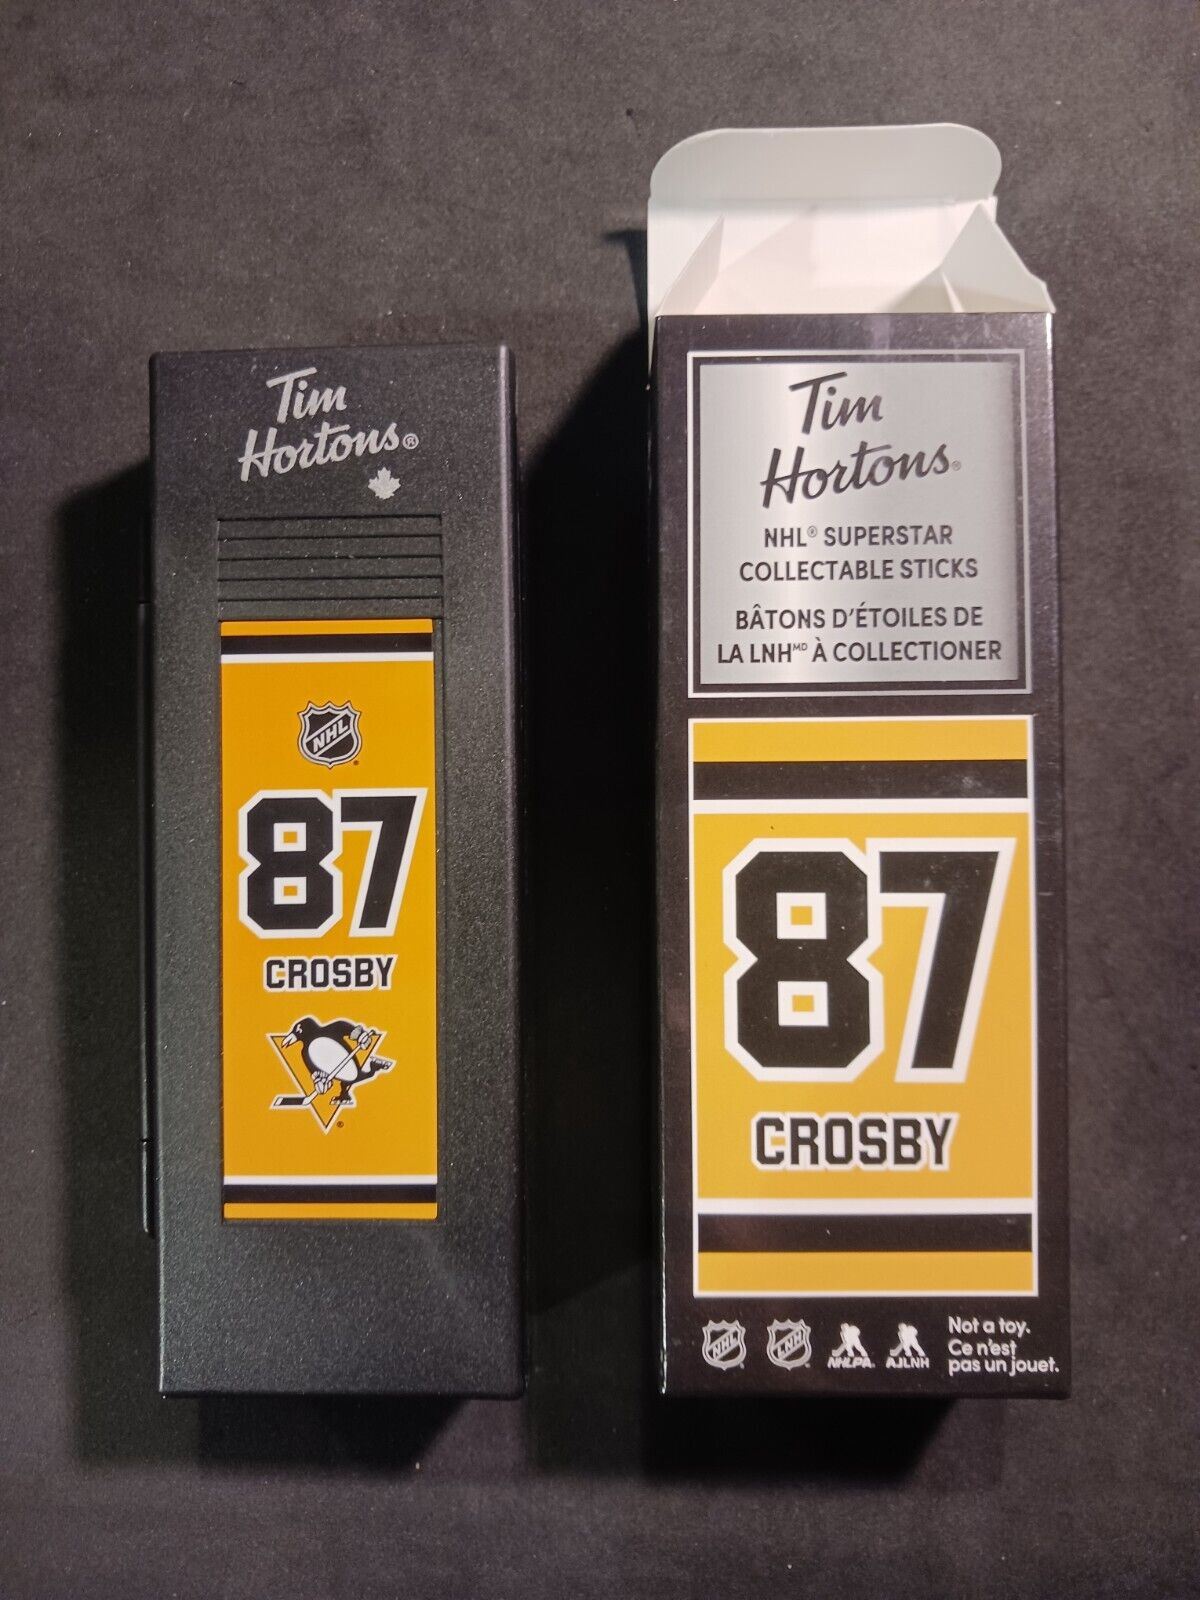 Tim
Hortons®
NHL
®
87
CROSBY
®
Tim
Hortons®
NHL® SUPERSTAR
COLLECTABLE STICKS
BÂTONS D'ÉTOILES DE
LA LNHMD À COLLECTIONER
87
CROSBY
NHL
LNH
NHLPA.
AJLNH
Not a toy.
Ce n'est
pas un jouet.